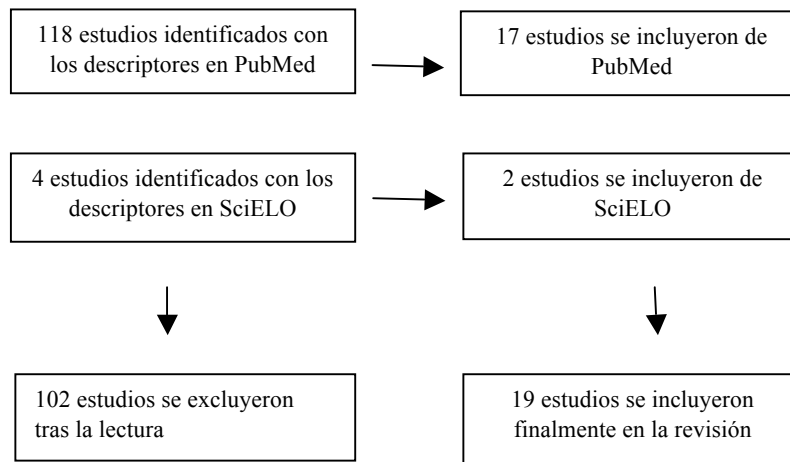 118 estudios identificados con
los descriptores en PubMed
17 estudios se incluyeron de
PubMed
4 estudios identificados con los
descriptores en SciELO
2 estudios se incluyeron de
SciELO
102 estudios se excluyeron
tras la lectura
19 estudios se incluyeron
finalmente en la revisión